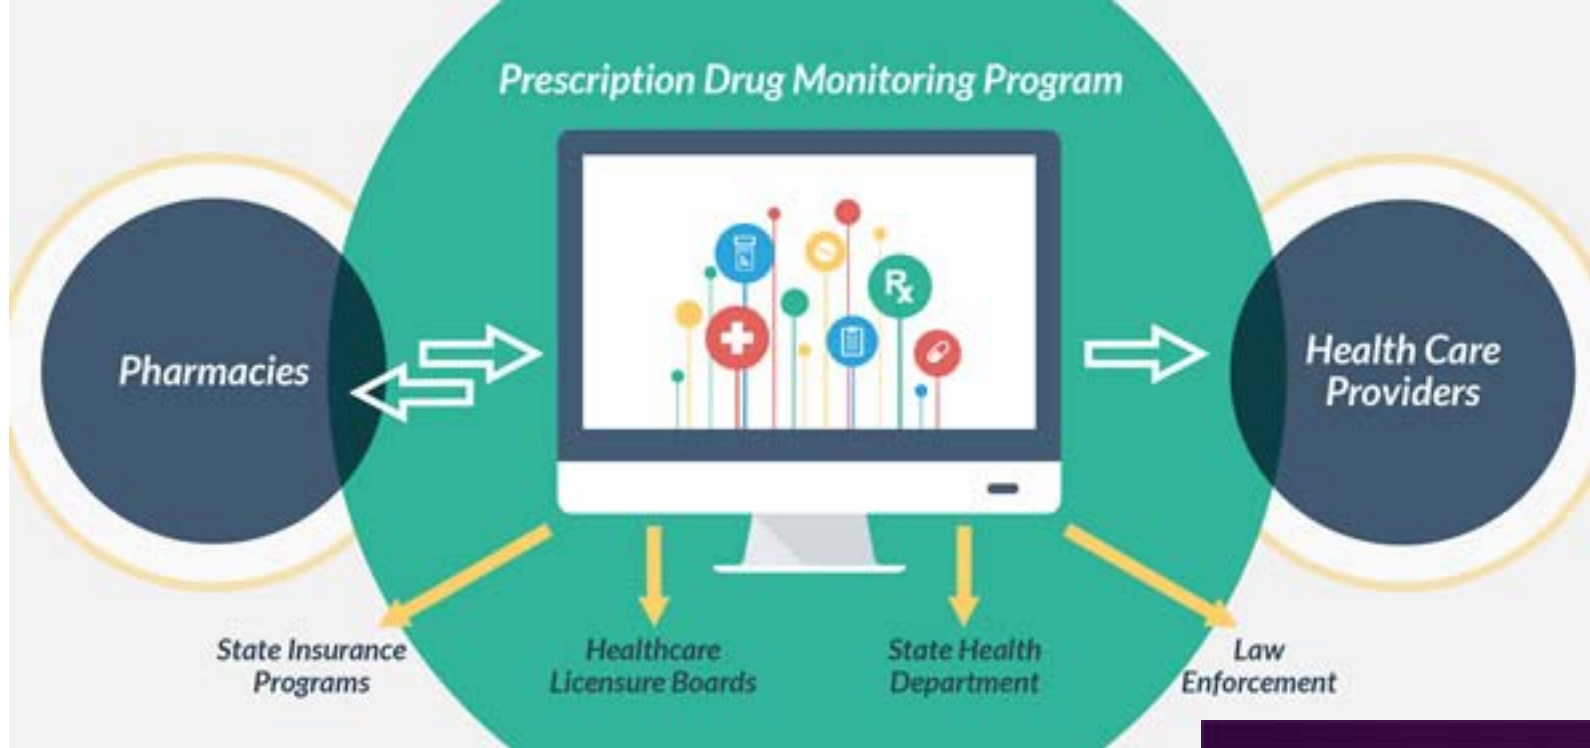 Prescription Drug Monitoring Program
Rx
Pharmacies
Health Care
Providers
State Insurance
Programs
Healthcare
Licensure Boards
State Health
Department
Law
Enforcement